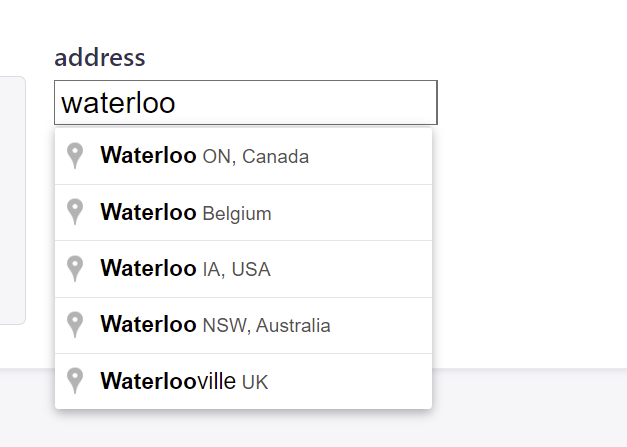 address
waterloo
Waterloo ON, Canada
Waterloo Belgium
Waterloo IA, USA
Waterloo NSW, Australia
Waterlooville UK